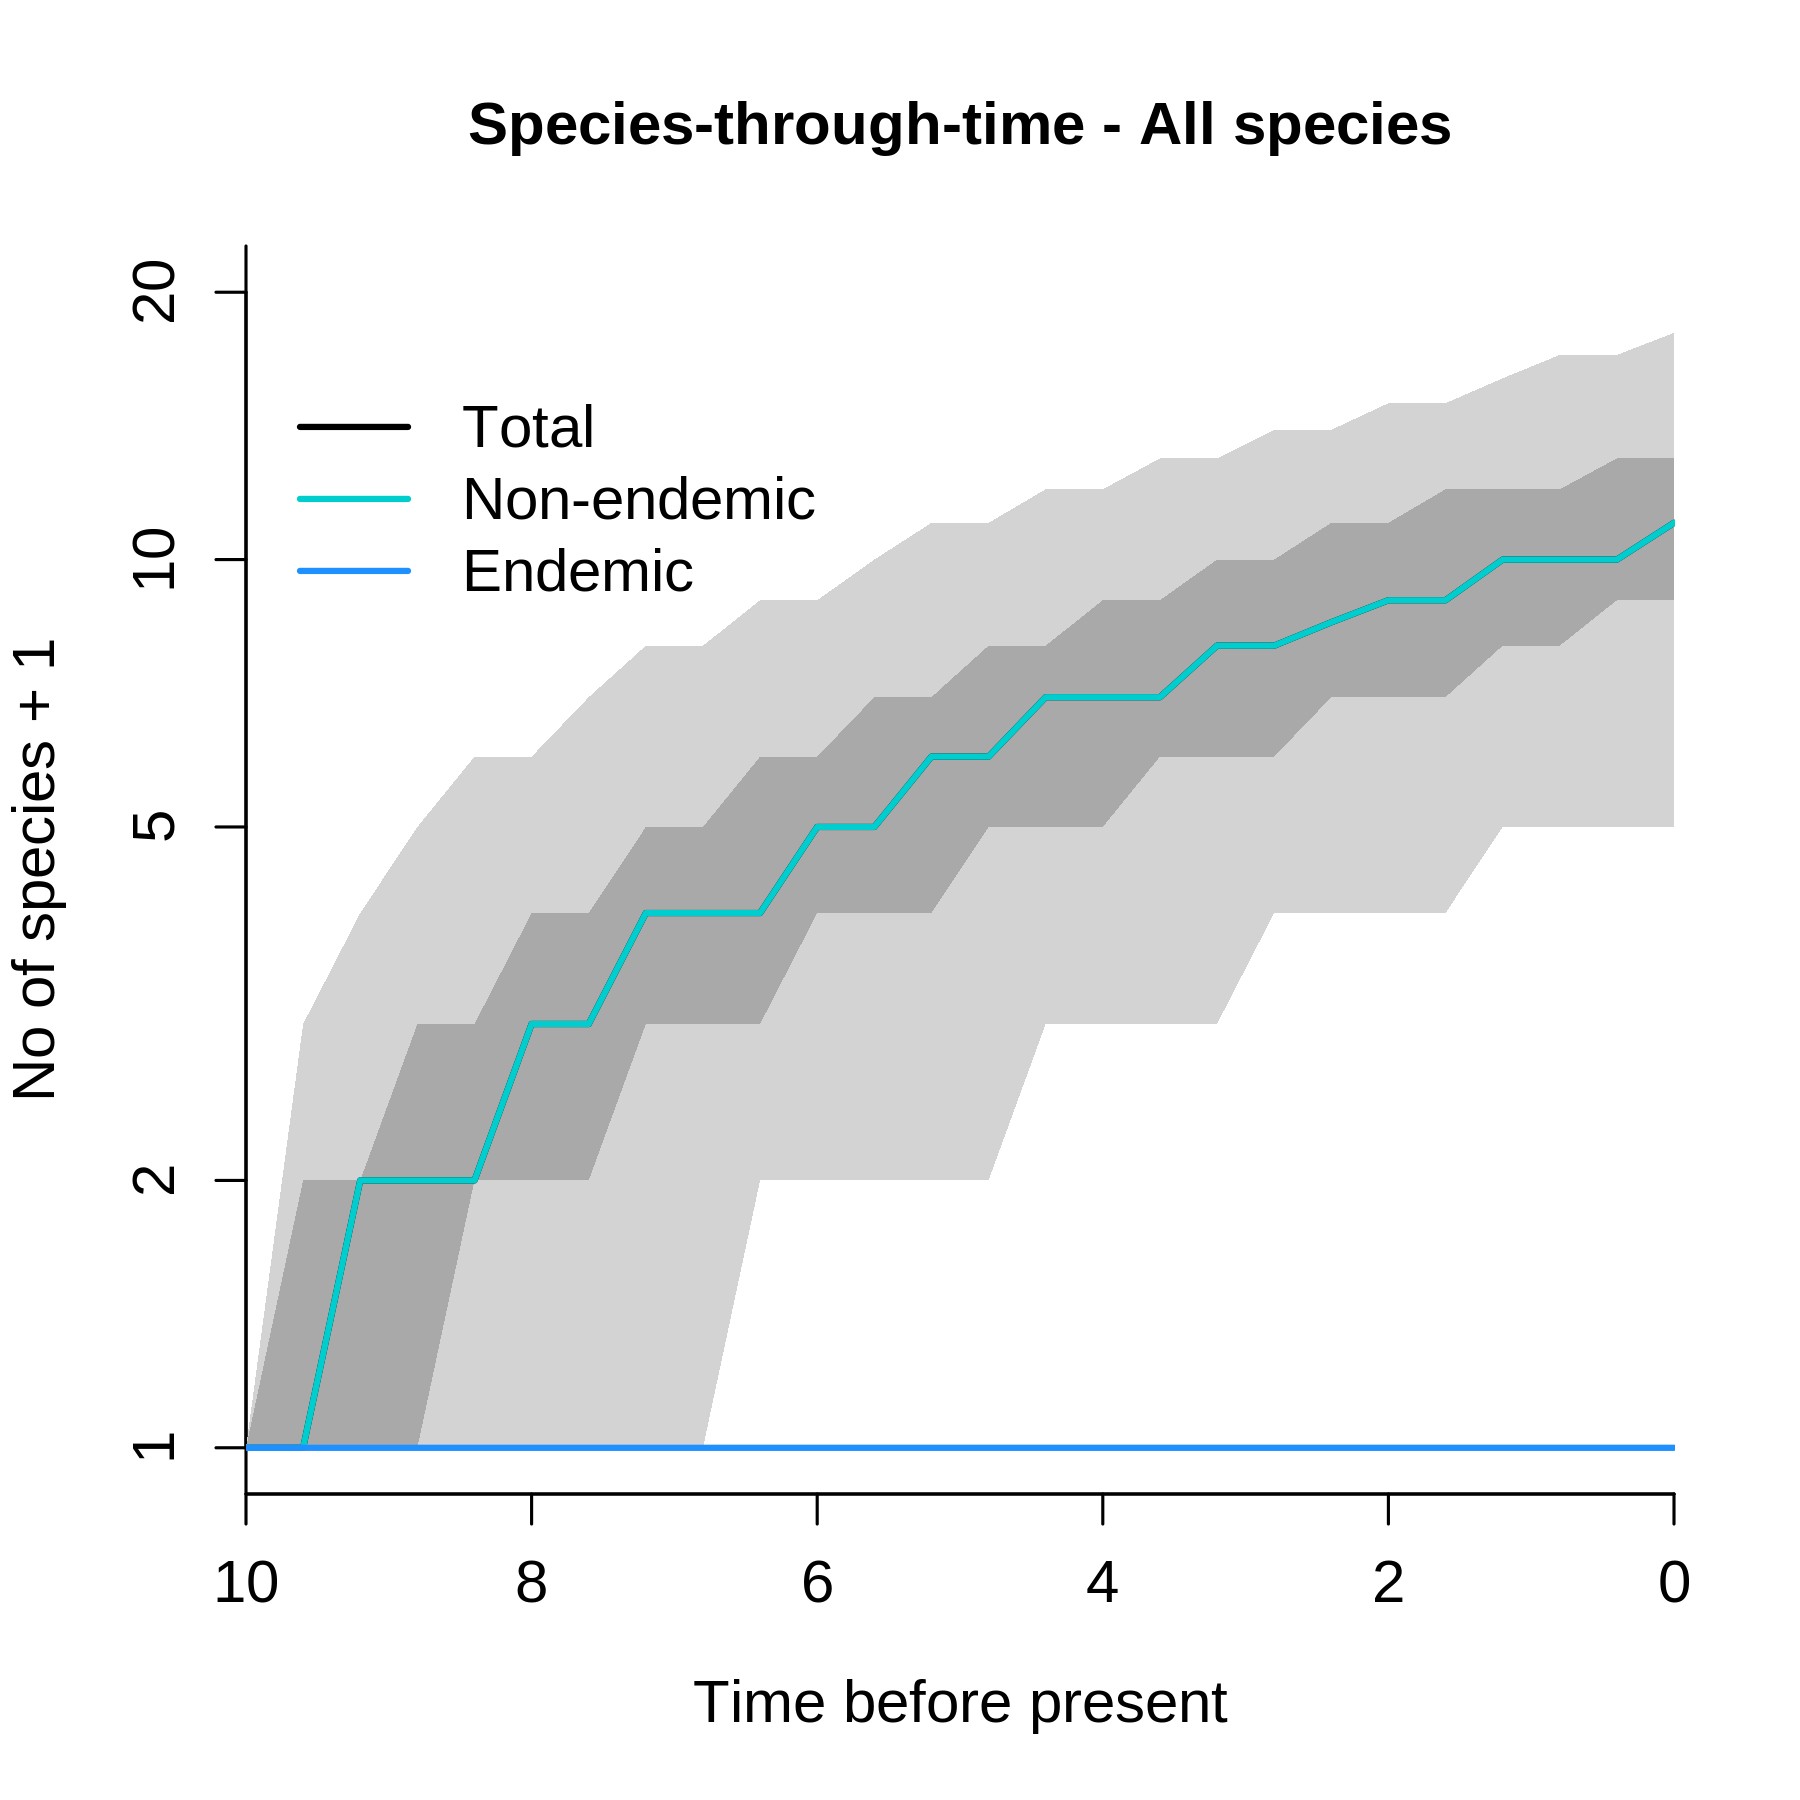 Species-through-time - All species
20
10
5
2
1
No of species + 1
Total
Non-endemic
Endemic
10 8 6 4 2 0
Time before present